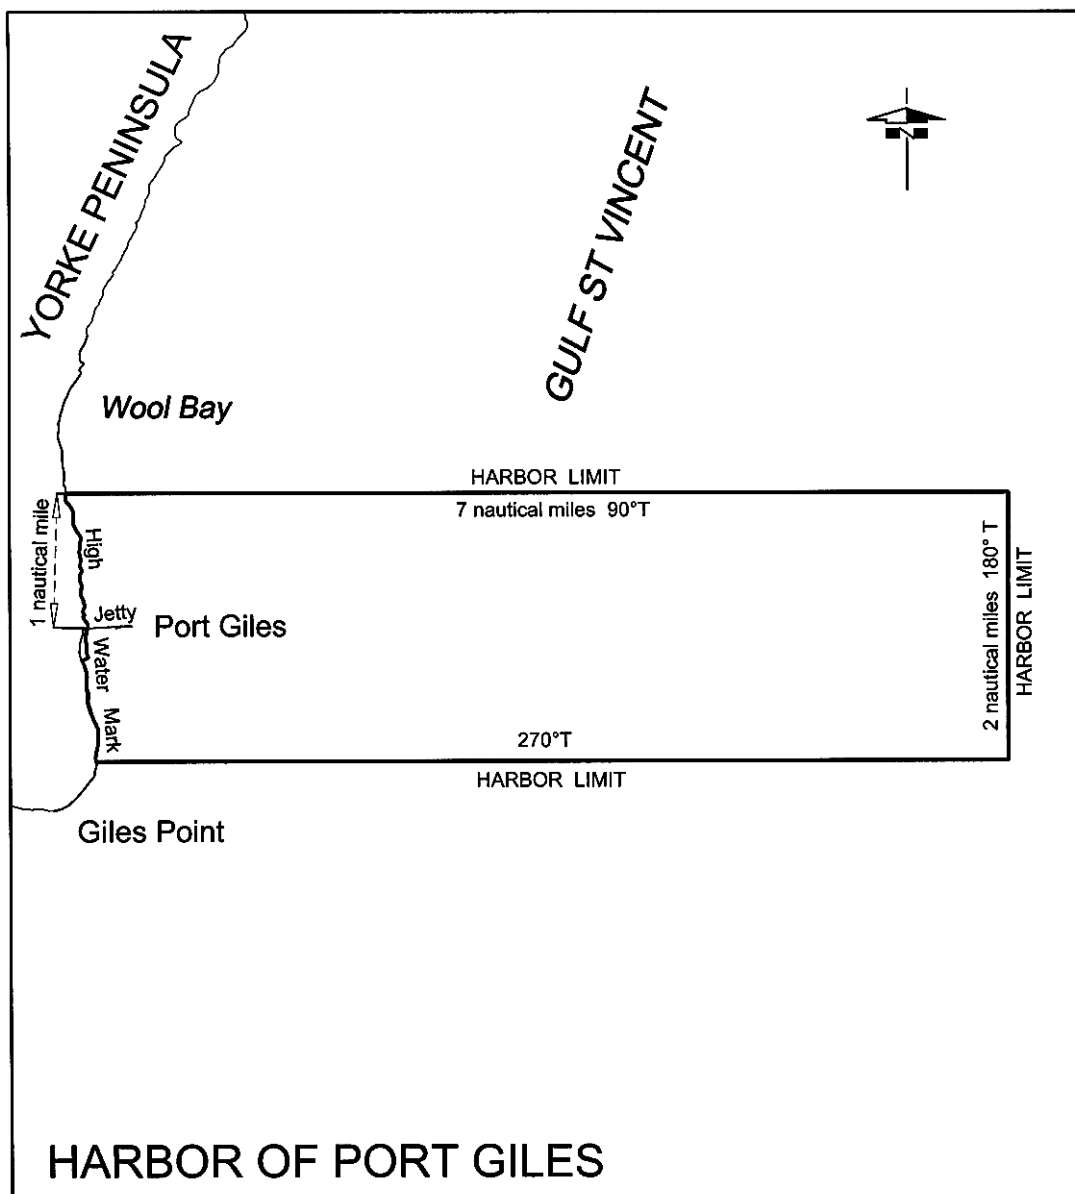 YORKE PENINSULA
GULF ST VINCENT
N
Wool Bay
HARBOR LIMIT
7 nautical miles 90°T
1 nautical mile
High
Jetty
Port Giles
Water
Mark
2 nautical miles 180° T
HARBOR LIMIT
270°T
HARBOR LIMIT
Giles Point
HARBOR OF PORT GILES